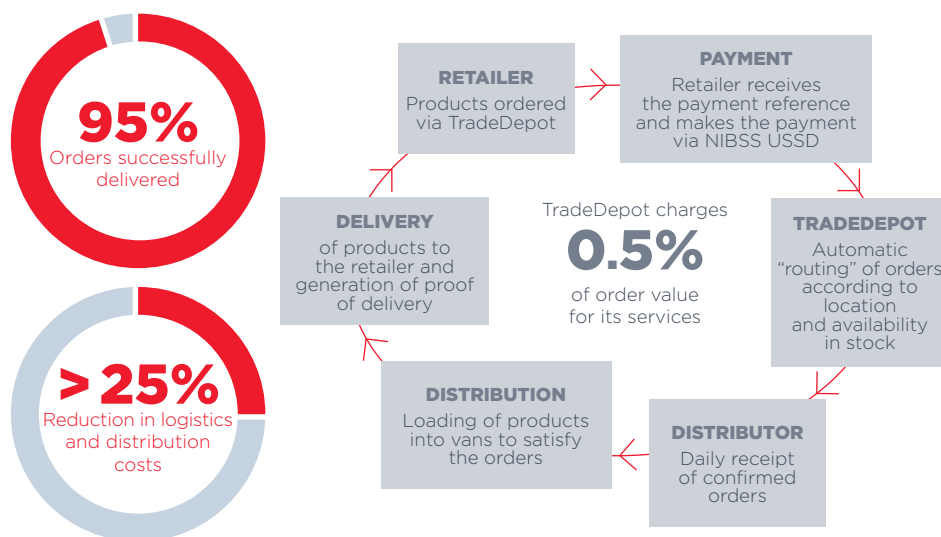 95%
Orders successfully
delivered
> 25%
Reduction in logistics
and distribution
costs
RETAILER
Products ordered
via TradeDepot
PAYMENT
Retailer receives
the payment reference
and makes the payment
via NIBSS USSD
TRADEDEPOT
Automatic
“routing” of orders
according to
location
and availability
in stock
DISTRIBUTOR
Daily receipt
of confirmed
orders
DISTRIBUTION
Loading of products
into vans to satisfy
the orders
DELIVERY
of products to
the retailer and
generation of proof
of delivery
TradeDepot charges
0.5%
of order value
for its services